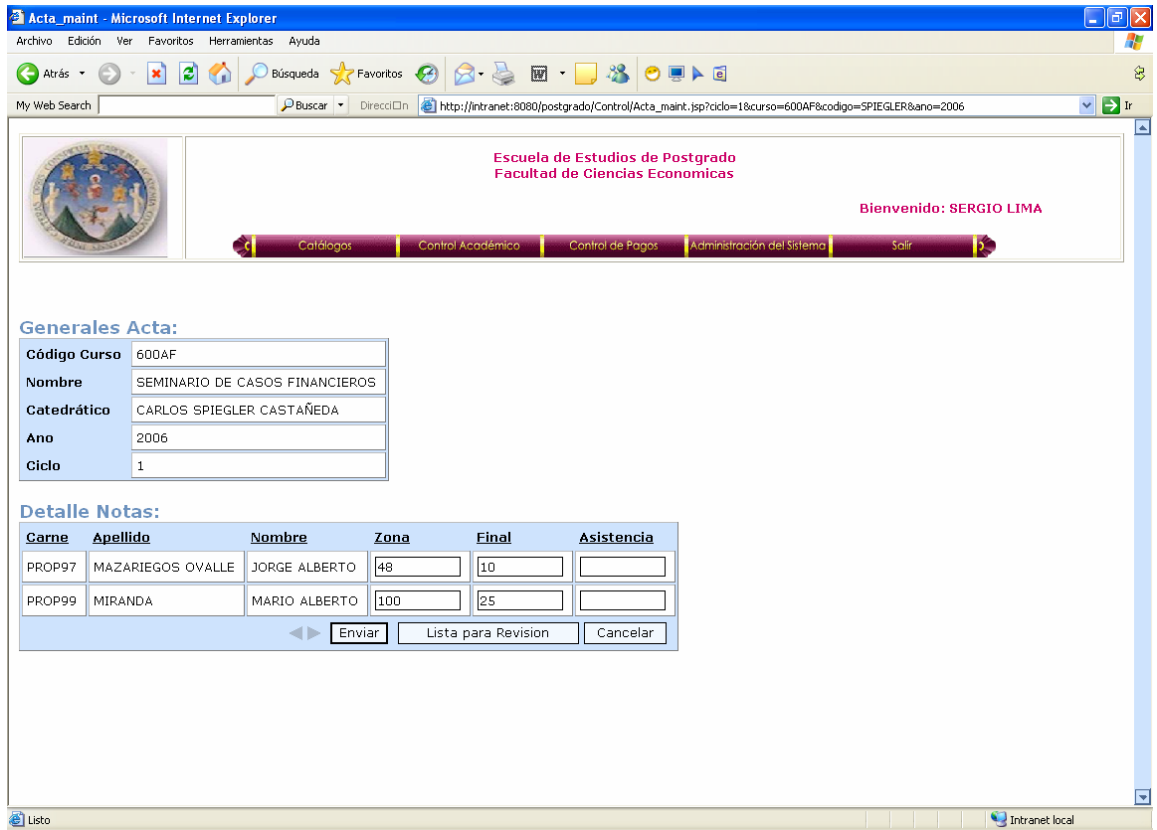 Acta_maint - Microsoft Internet Explorer
Archivo Edición Ver Favoritos Herramientas Ayuda
Atrás Búsqueda Favoritos
My Web Search Buscar Direcci□n http://intranet:8080/postgrado/Control/Acta_maint.jsp?ciclo=1&curso=600AF&codigo=SPIEGLER&ano=2006 Ir
Escuela de Estudios de Postgrado
Facultad de Ciencias Economicas
Bienvenido: SERGIO LIMA
Catálogos Control Académico Control de Pagos Administración del Sistema Salir
Generales Acta:
Código Curso 600AF
Nombre SEMINARIO DE CASOS FINANCIEROS
Catedrático CARLOS SPIEGLER CASTAÑEDA
Ano 2006
Ciclo 1
Detalle Notas:
Carne Apellido Nombre Zona Final Asistencia
PROP97 MAZARIEGOS OVALLE JORGE ALBERTO 48 10
PROP99 MIRANDA MARIO ALBERTO 100 25
Enviar Lista para Revision Cancelar
Listo Intranet local